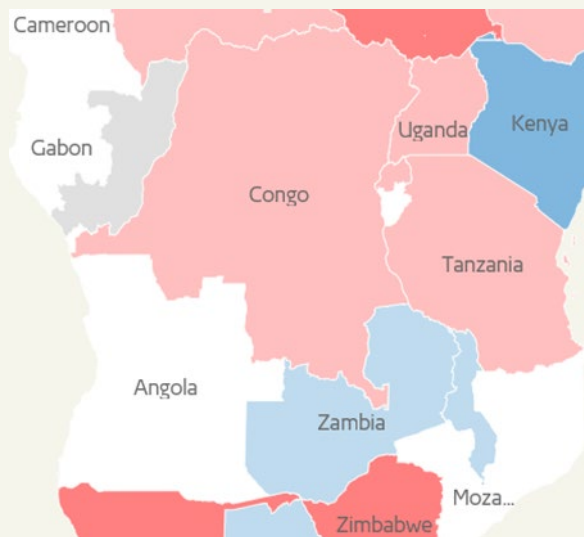 Cameroon
Uganda
Kenya
Gabon
Congo
Tanzania
Angola
Zambia
Moza...
Zimbabwe